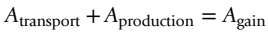 A_transport + A_production = A_gain